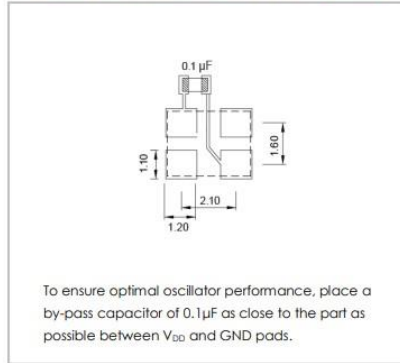 0.1 µF
1.60
1.10
2.10
1.20
To ensure optimal oscillator performance, place a
by-pass capacitor of 0.1µF as close to the part as
possible between VDD and GND pads.